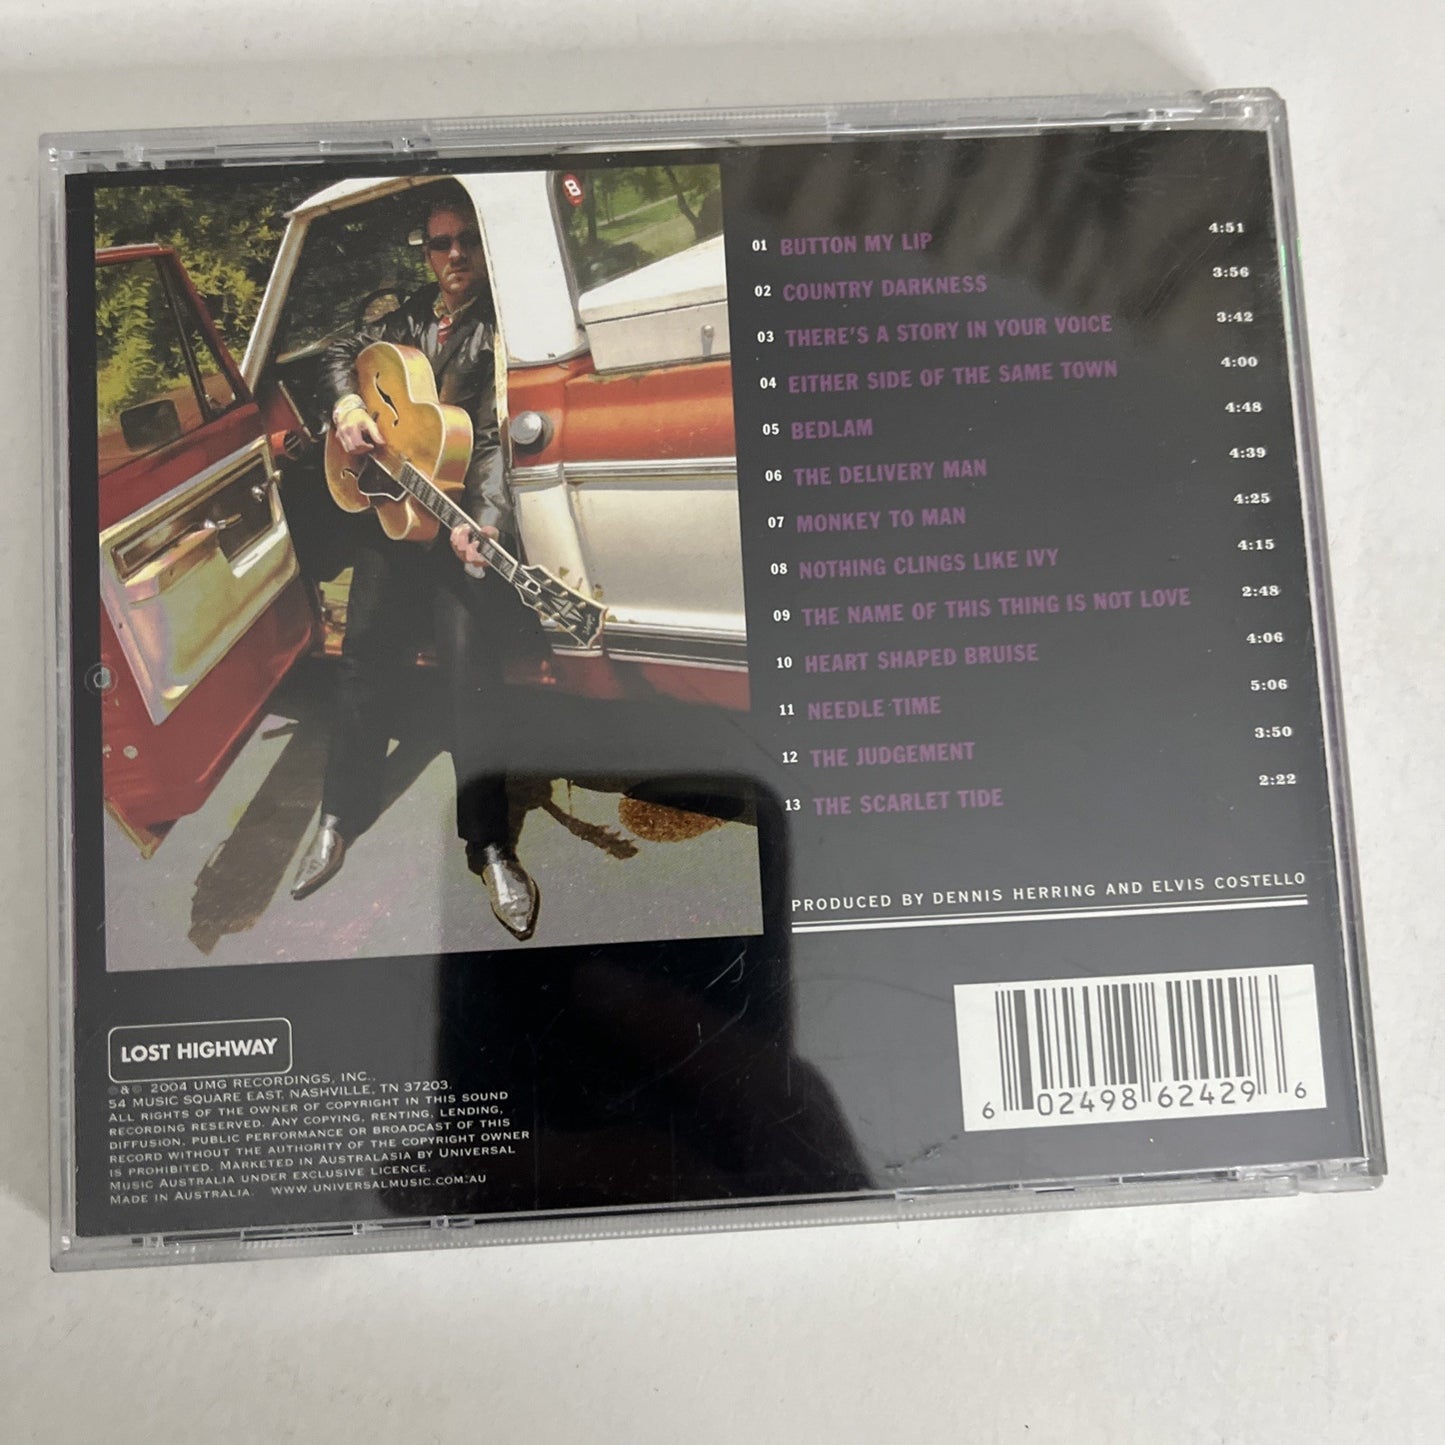 01 BUTTON MY LIP 4:51
02 COUNTRY DARKNESS 3:56
03 THERE'S A STORY IN YOUR VOICE 3:42
04 EITHER SIDE OF THE SAME TOWN 4:00
05 BEDLAM 4:48
06 THE DELIVERY MAN 4:39
07 MONKEY TO MAN 4:25
08 NOTHING CLINGS LIKE IVY 4:15
09 THE NAME OF THIS THING IS NOT LOVE 2:48
10 HEART SHAPED BRUISE 4:06
11 NEEDLE TIME 5:06
12 THE JUDGEMENT 3:50
13 THE SCARLET TIDE 2:22
PRODUCED BY DENNIS HERRING AND ELVIS COSTELLO
LOST HIGHWAY
℗&© 2004 UMG RECORDINGS, INC.,
54 MUSIC SQUARE EAST, NASHVILLE, TN 37203.
ALL RIGHTS OF THE OWNER OF COPYRIGHT IN THIS SOUND
RECORDING RESERVED. ANY COPYING, RENTING, LENDING,
DIFFUSION, PUBLIC PERFORMANCE OR BROADCAST OF THIS
RECORD WITHOUT THE AUTHORITY OF THE COPYRIGHT OWNER
IS PROHIBITED. MARKETED IN AUSTRALASIA BY UNIVERSAL
MUSIC AUSTRALIA UNDER EXCLUSIVE LICENCE.
MADE IN AUSTRALIA. WWW.UNIVERSALMUSIC.COM.AU
6 02498 62429 6